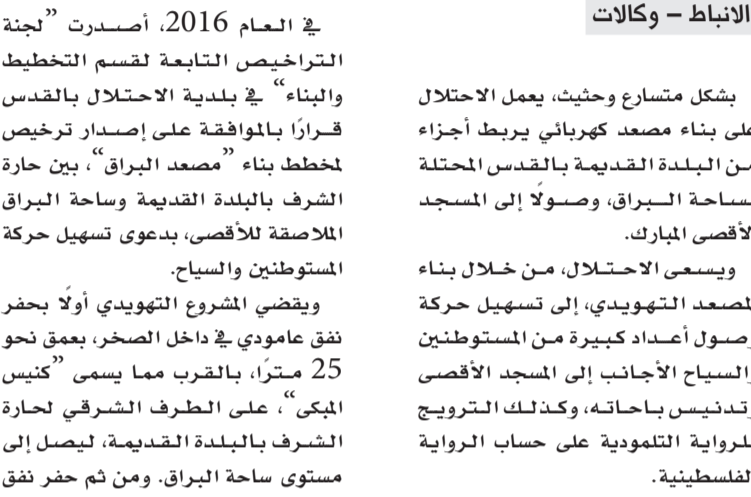 الانباط – وكالات
بشكل متسارع وحثيث، يعمل الاحتلال
على بناء مصعد كهربائي يربط أجزاء
من البلدة القديمة بالقدس المحتلة
بساحة البراق، وصولًا إلى المسجد
الأقصى المبارك.
ويسعى الاحتلال، من خلال بناء
المصعد التهويدي، إلى تسهيل حركة
وصول أعداد كبيرة من المستوطنين
والسياح الأجانب إلى المسجد الأقصى
وتدنيس باحاته، وكذلك الترويج
للرواية التلمودية على حساب الرواية
الفلسطينية.
في العام 2016، أصدرت ”لجنة
التراخيص التابعة لقسم التخطيط
والبناء“ في بلدية الاحتلال بالقدس
قرارًا بالموافقة على إصدار ترخيص
لمخطط بناء ”مصعد البراق“، بين حارة
الشرف بالبلدة القديمة وساحة البراق
الملاصقة للأقصى، بدعوى تسهيل حركة
المستوطنين والسياح.
ويقضي المشروع التهويدي أولًا بحفر
نفق عامودي في داخل الصخر، بعمق نحو
25 مترًا، بالقرب مما يسمى ”كنيس
المبكى“، على الطرف الشرقي لحارة
الشرف بالبلدة القديمة، ليصل إلى
مستوى ساحة البراق. ومن ثم حفر نفق